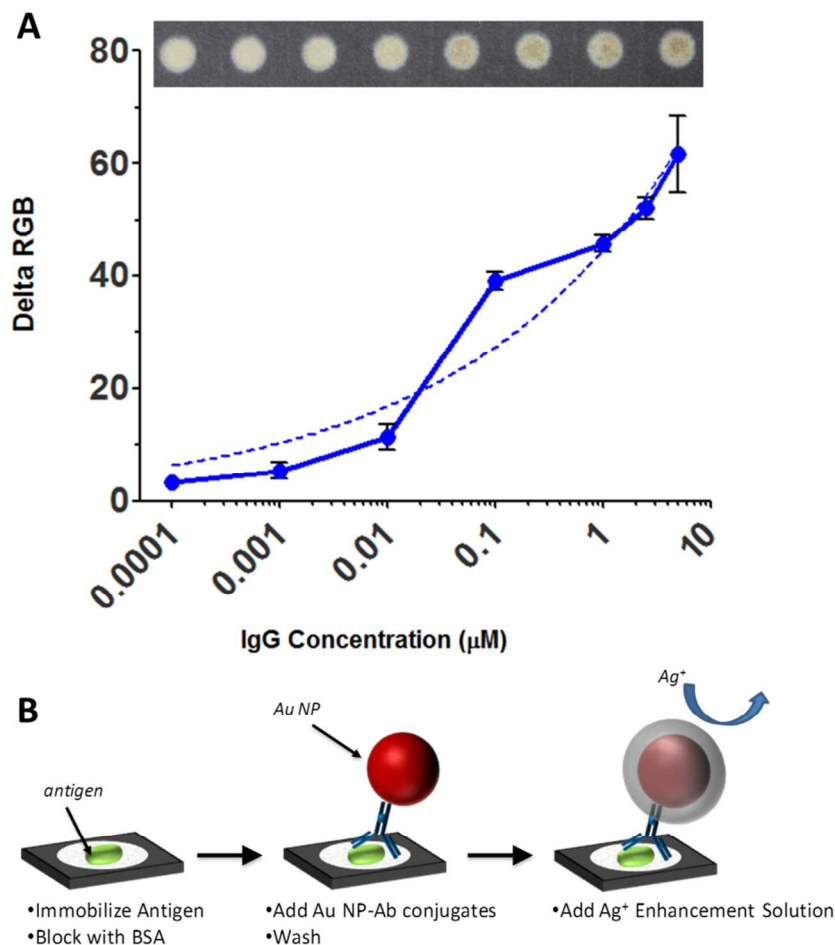 A
80
60
40
20
0
Delta RGB
0.0001
0.001
0.01
0.1
1
10
IgG Concentration (µM)
B
antigen
Au NP
Ag⁺
•Immobilize Antigen
•Block with BSA
•Add Au NP-Ab conjugates
•Wash
•Add Ag⁺ Enhancement Solution